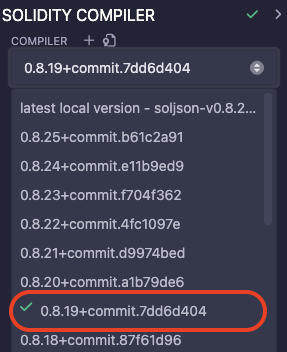 SOLIDITY COMPILER
COMPILER
0.8.19+commit.7dd6d404
latest local version - soljson-v0.8.2...
0.8.25+commit.b61c2a91
0.8.24+commit.e11b9ed9
0.8.23+commit.f704f362
0.8.22+commit.4fc1097e
0.8.21+commit.d9974bed
0.8.20+commit.a1b79de6
0.8.19+commit.7dd6d404
0.8.18+commit.87f61d96